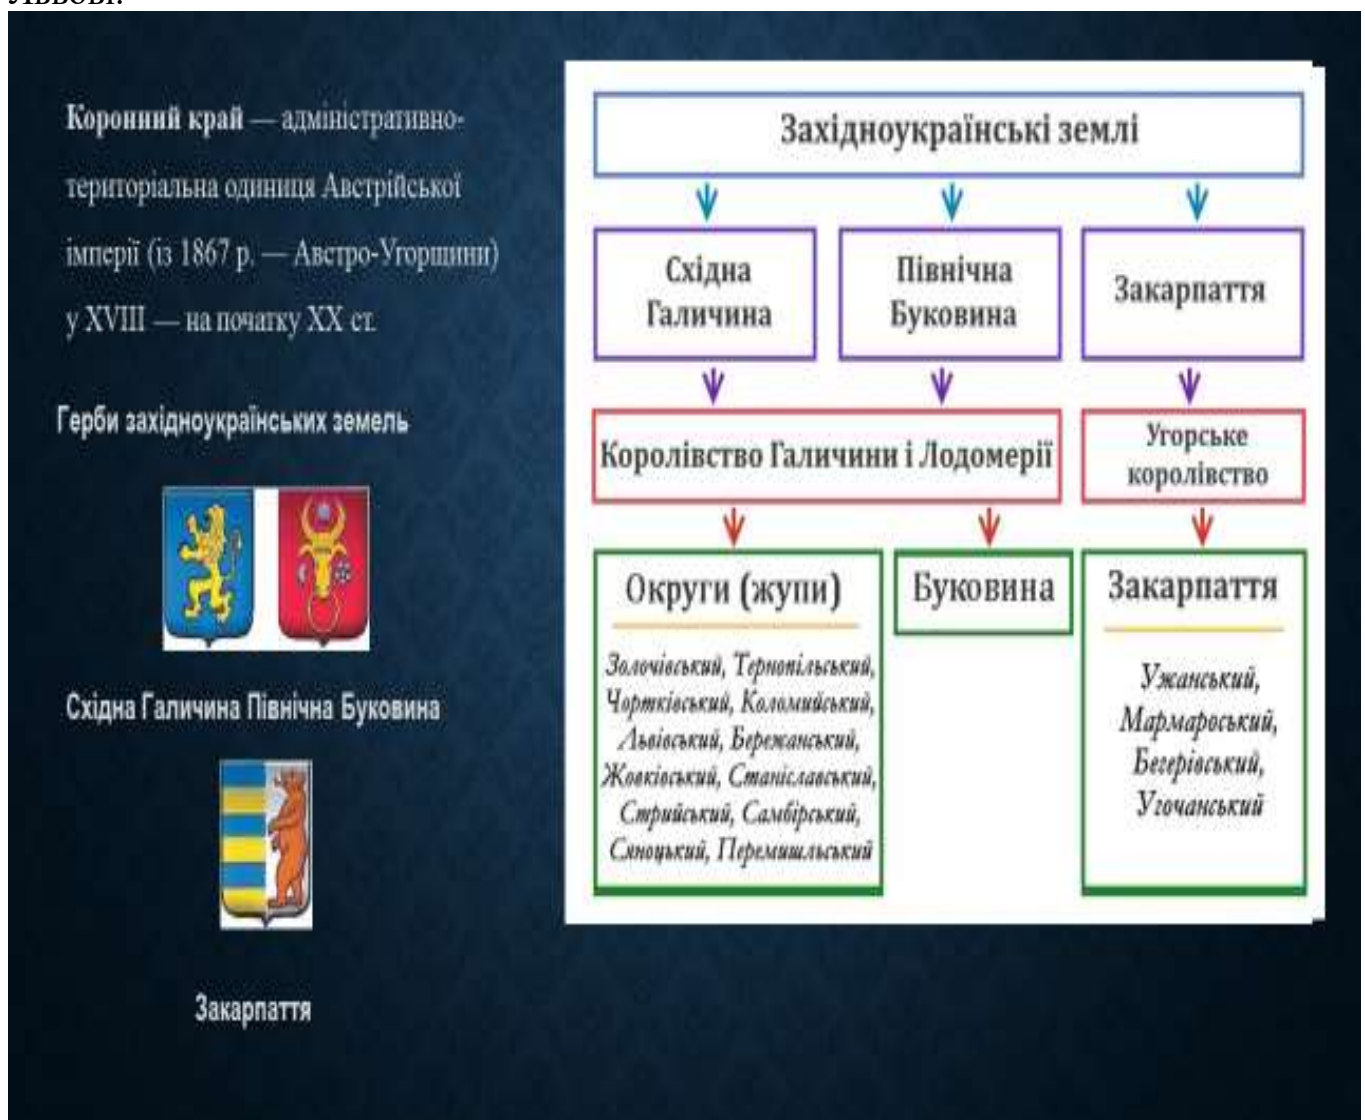 Коронний край — адміністративно-
територіальна одиниця Австрійської
імперії (із 1867 р. — Австро-Угорщини)
у XVIII — на початку XX ст.
Герби західноукраїнських земель
Східна Галичина Північна Буковина
Закарпаття
Західноукраїнські землі
Східна
Галичина
Північна
Буковина
Закарпаття
Королівство Галичини і Лодомерії
Угорське
королівство
Округи (жупи)
Золочівський, Тернопільський,
Чортківський, Коломийський,
Львівський, Бережанський,
Жовківський, Станіславський,
Стрийський, Самбірський,
Сяноцький, Перемишльський
Буковина
Закарпаття
Ужанський,
Мармароський,
Бегерівський,
Угочанський